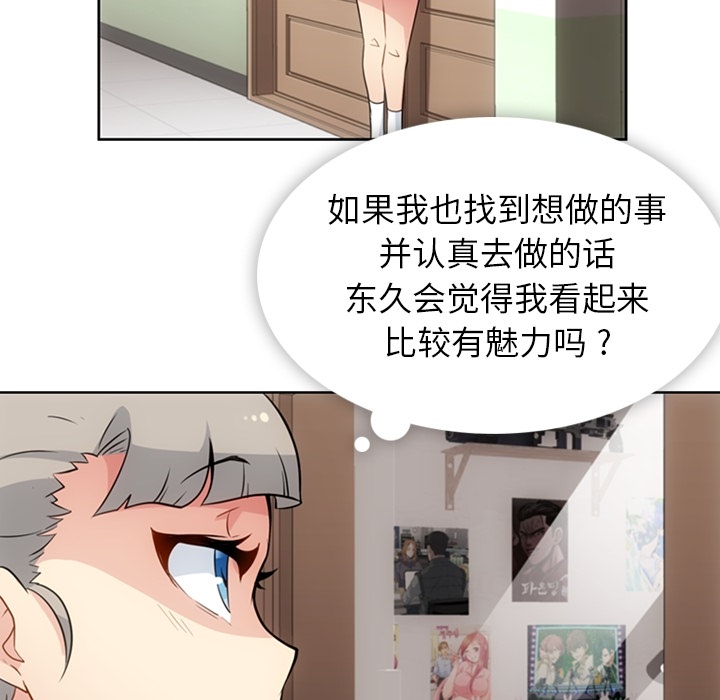 如果我也找到想做的事
并认真去做的话
东久会觉得我看起来
比较有魅力吗?